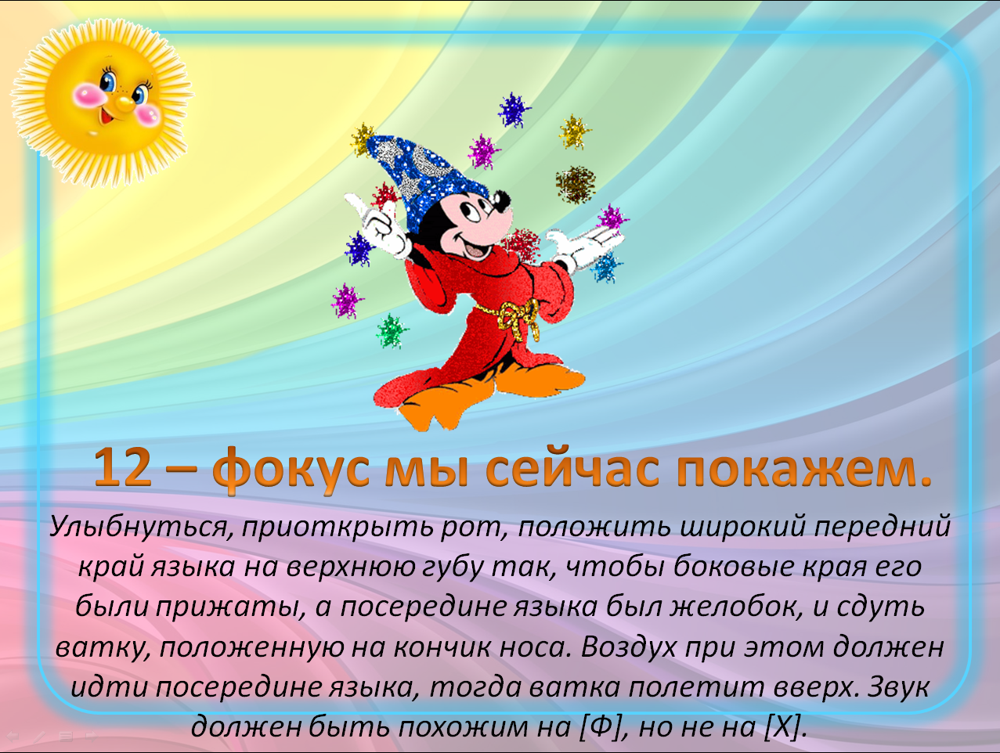 12 – фокус мы сейчас покажем.
Улыбнуться, приоткрыть рот, положить широкий передний
край языка на верхнюю губу так, чтобы боковые края его
были прижаты, а посередине языка был желобок, и сдуть
ватку, положенную на кончик носа. Воздух при этом должен
идти посередине языка, тогда ватка полетит вверх. Звук
должен быть похожим на [Ф], но не на [Х].